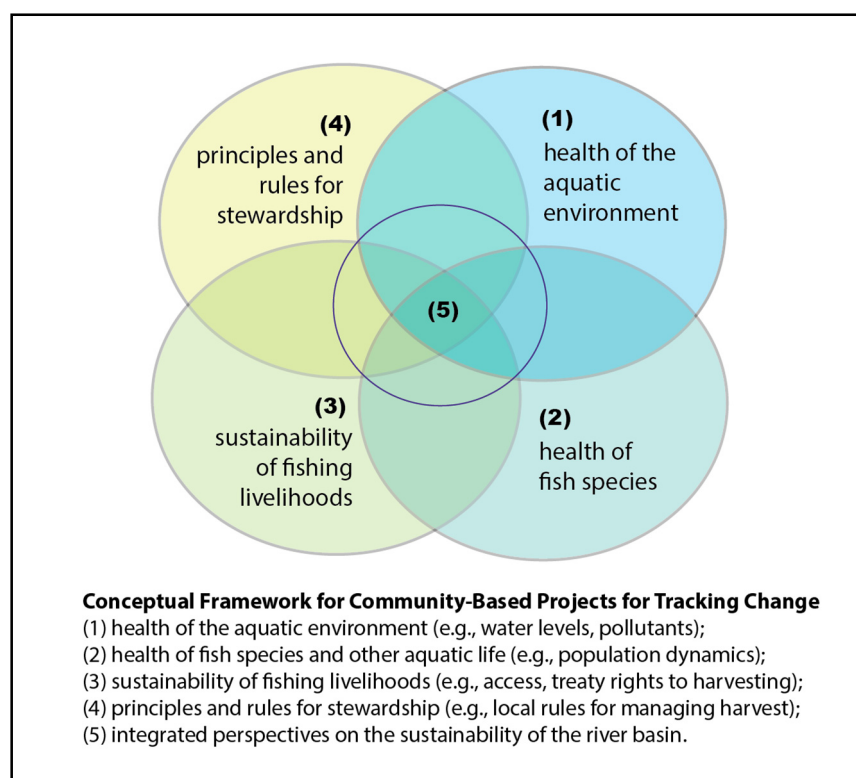 (4)
principles and
rules for
stewardship
(1)
health of the
aquatic
environment
(5)
(3)
sustainability
of fishing
livelihoods
(2)
health of
fish species
Conceptual Framework for Community-Based Projects for Tracking Change
(1) health of the aquatic environment (e.g., water levels, pollutants);
(2) health of fish species and other aquatic life (e.g., population dynamics);
(3) sustainability of fishing livelihoods (e.g., access, treaty rights to harvesting);
(4) principles and rules for stewardship (e.g., local rules for managing harvest);
(5) integrated perspectives on the sustainability of the river basin.